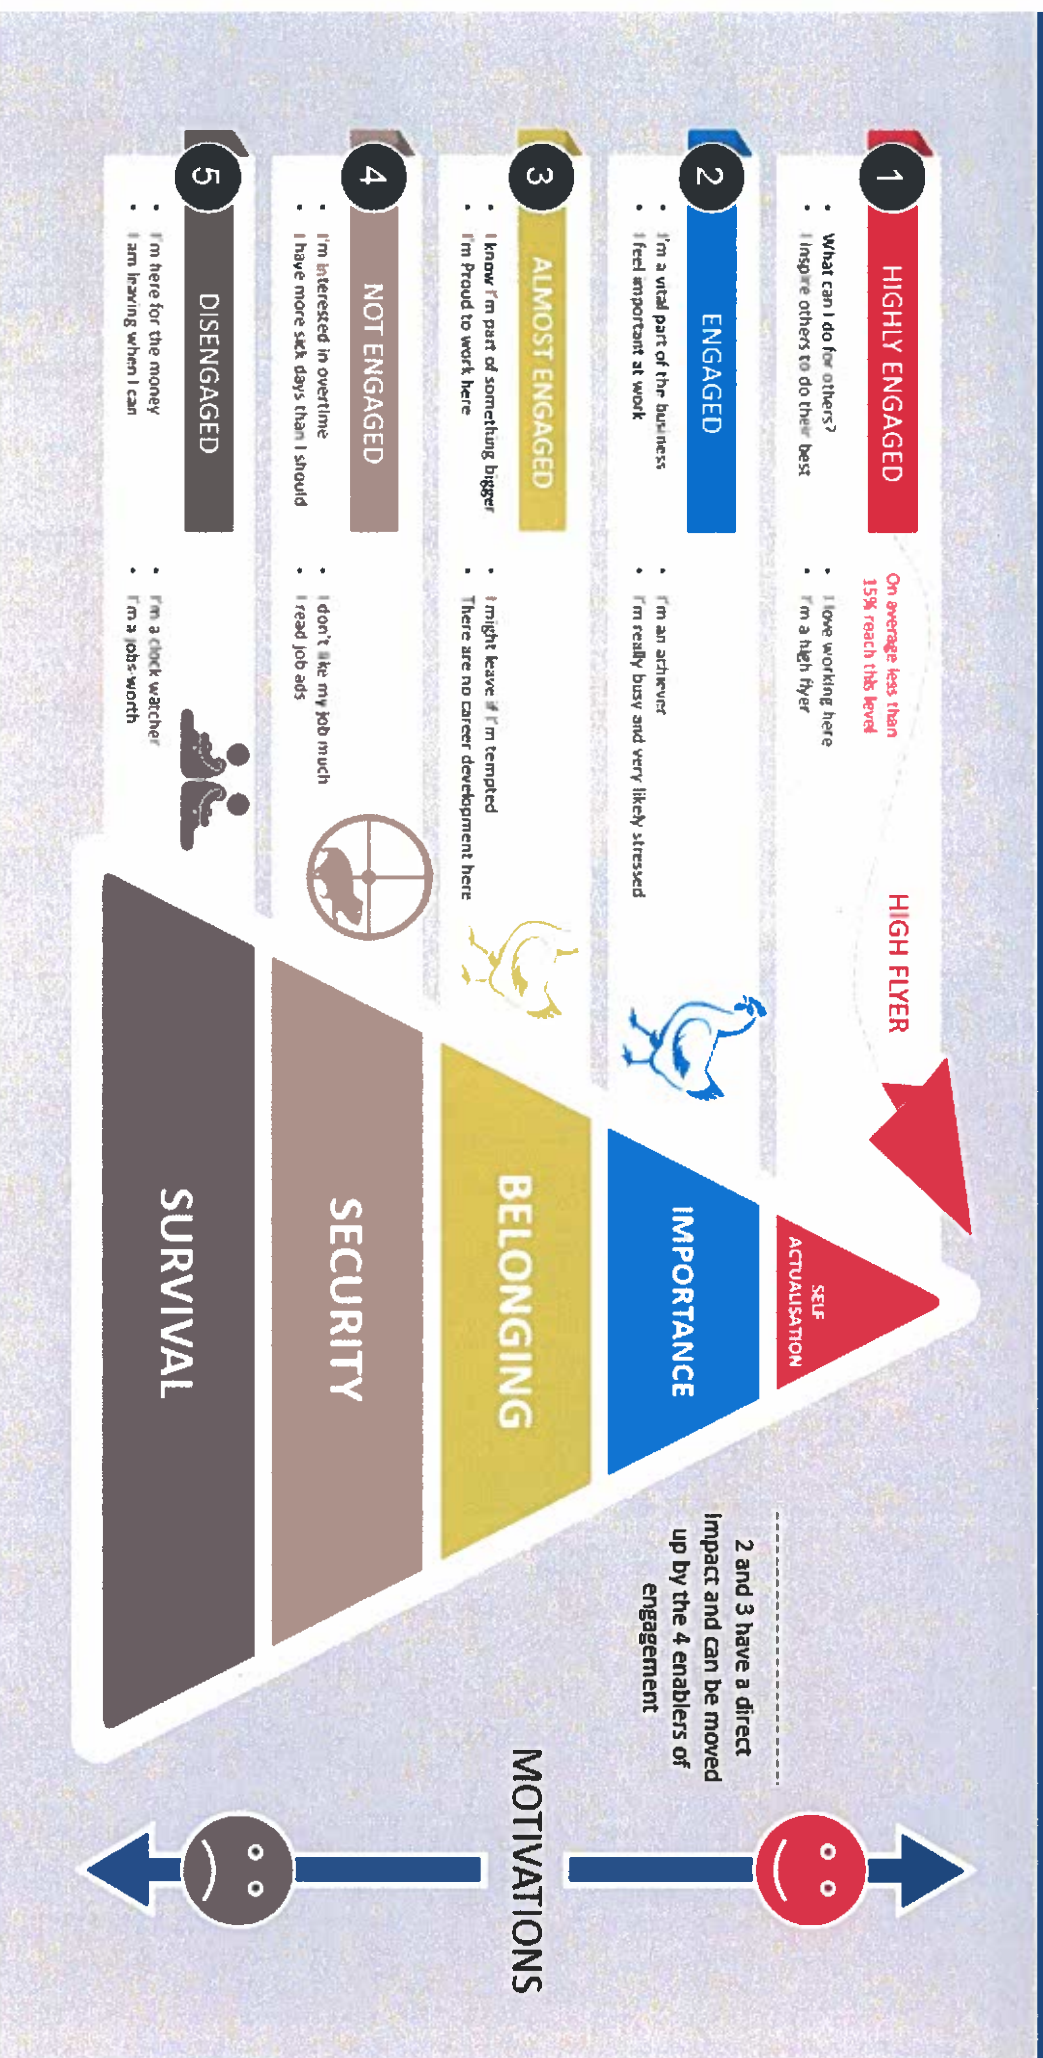 1
HIGHLY ENGAGED
On average less than
15% reach this level
• What can I do for others?
• I inspire others to do their best
• I love working here
• I'm a high flyer
HIGH FLYER
SELF
ACTUALISATION
2
ENGAGED
• I'm a vital part of the business
• I feel important at work
• I'm an achiever
• I'm really busy and very likely stressed
IMPORTANCE
2 and 3 have a direct
impact and can be moved
up by the 4 enablers of
engagement
3
ALMOST ENGAGED
• I know I'm part of something bigger
• I'm Proud to work here
• I might leave if I'm tempted
• There are no career development here
BELONGING
MOTIVATIONS
4
NOT ENGAGED
• I'm interested in overtime
• I have more sick days than I should
• I don't like my job much
• I read job ads
SECURITY
5
DISENGAGED
• I'm here for the money
• I am leaving when I can
• I'm a clock watcher
• I'm a jobs-worth
SURVIVAL